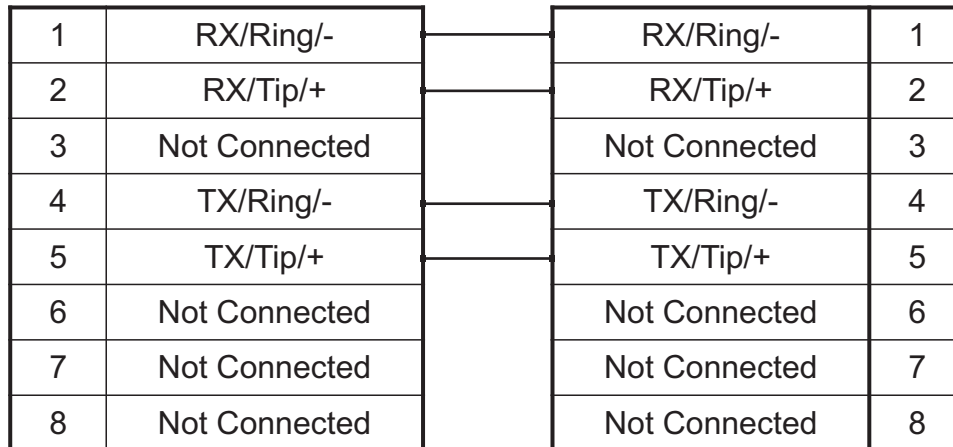 1 RX/Ring/- RX/Ring/- 1
2 RX/Tip/+ RX/Tip/+ 2
3 Not Connected Not Connected 3
4 TX/Ring/- TX/Ring/- 4
5 TX/Tip/+ TX/Tip/+ 5
6 Not Connected Not Connected 6
7 Not Connected Not Connected 7
8 Not Connected Not Connected 8